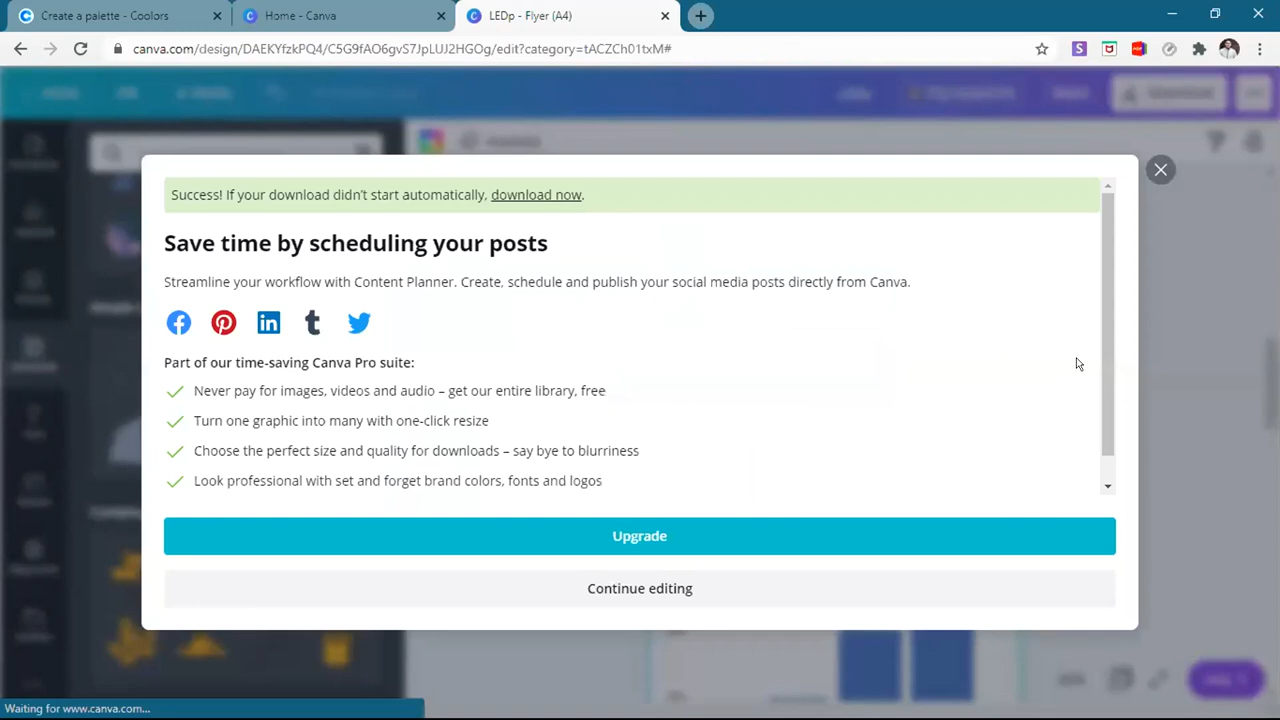 Create a palette - Coolors
Home - Canva
LEDp - Flyer (A4)
canva.com/design/DAEKYfzkPQ4/C5G9fAO6gvS7JpLUJ2HGOg/edit?category=tACZCh01txM#
Success! If your download didn't start automatically, download now.
Save time by scheduling your posts
Streamline your workflow with Content Planner. Create, schedule and publish your social media posts directly from Canva.
Part of our time-saving Canva Pro suite:
Never pay for images, videos and audio – get our entire library, free
Turn one graphic into many with one-click resize
Choose the perfect size and quality for downloads – say bye to blurriness
Look professional with set and forget brand colors, fonts and logos
Upgrade
Continue editing
Waiting for www.canva.com...